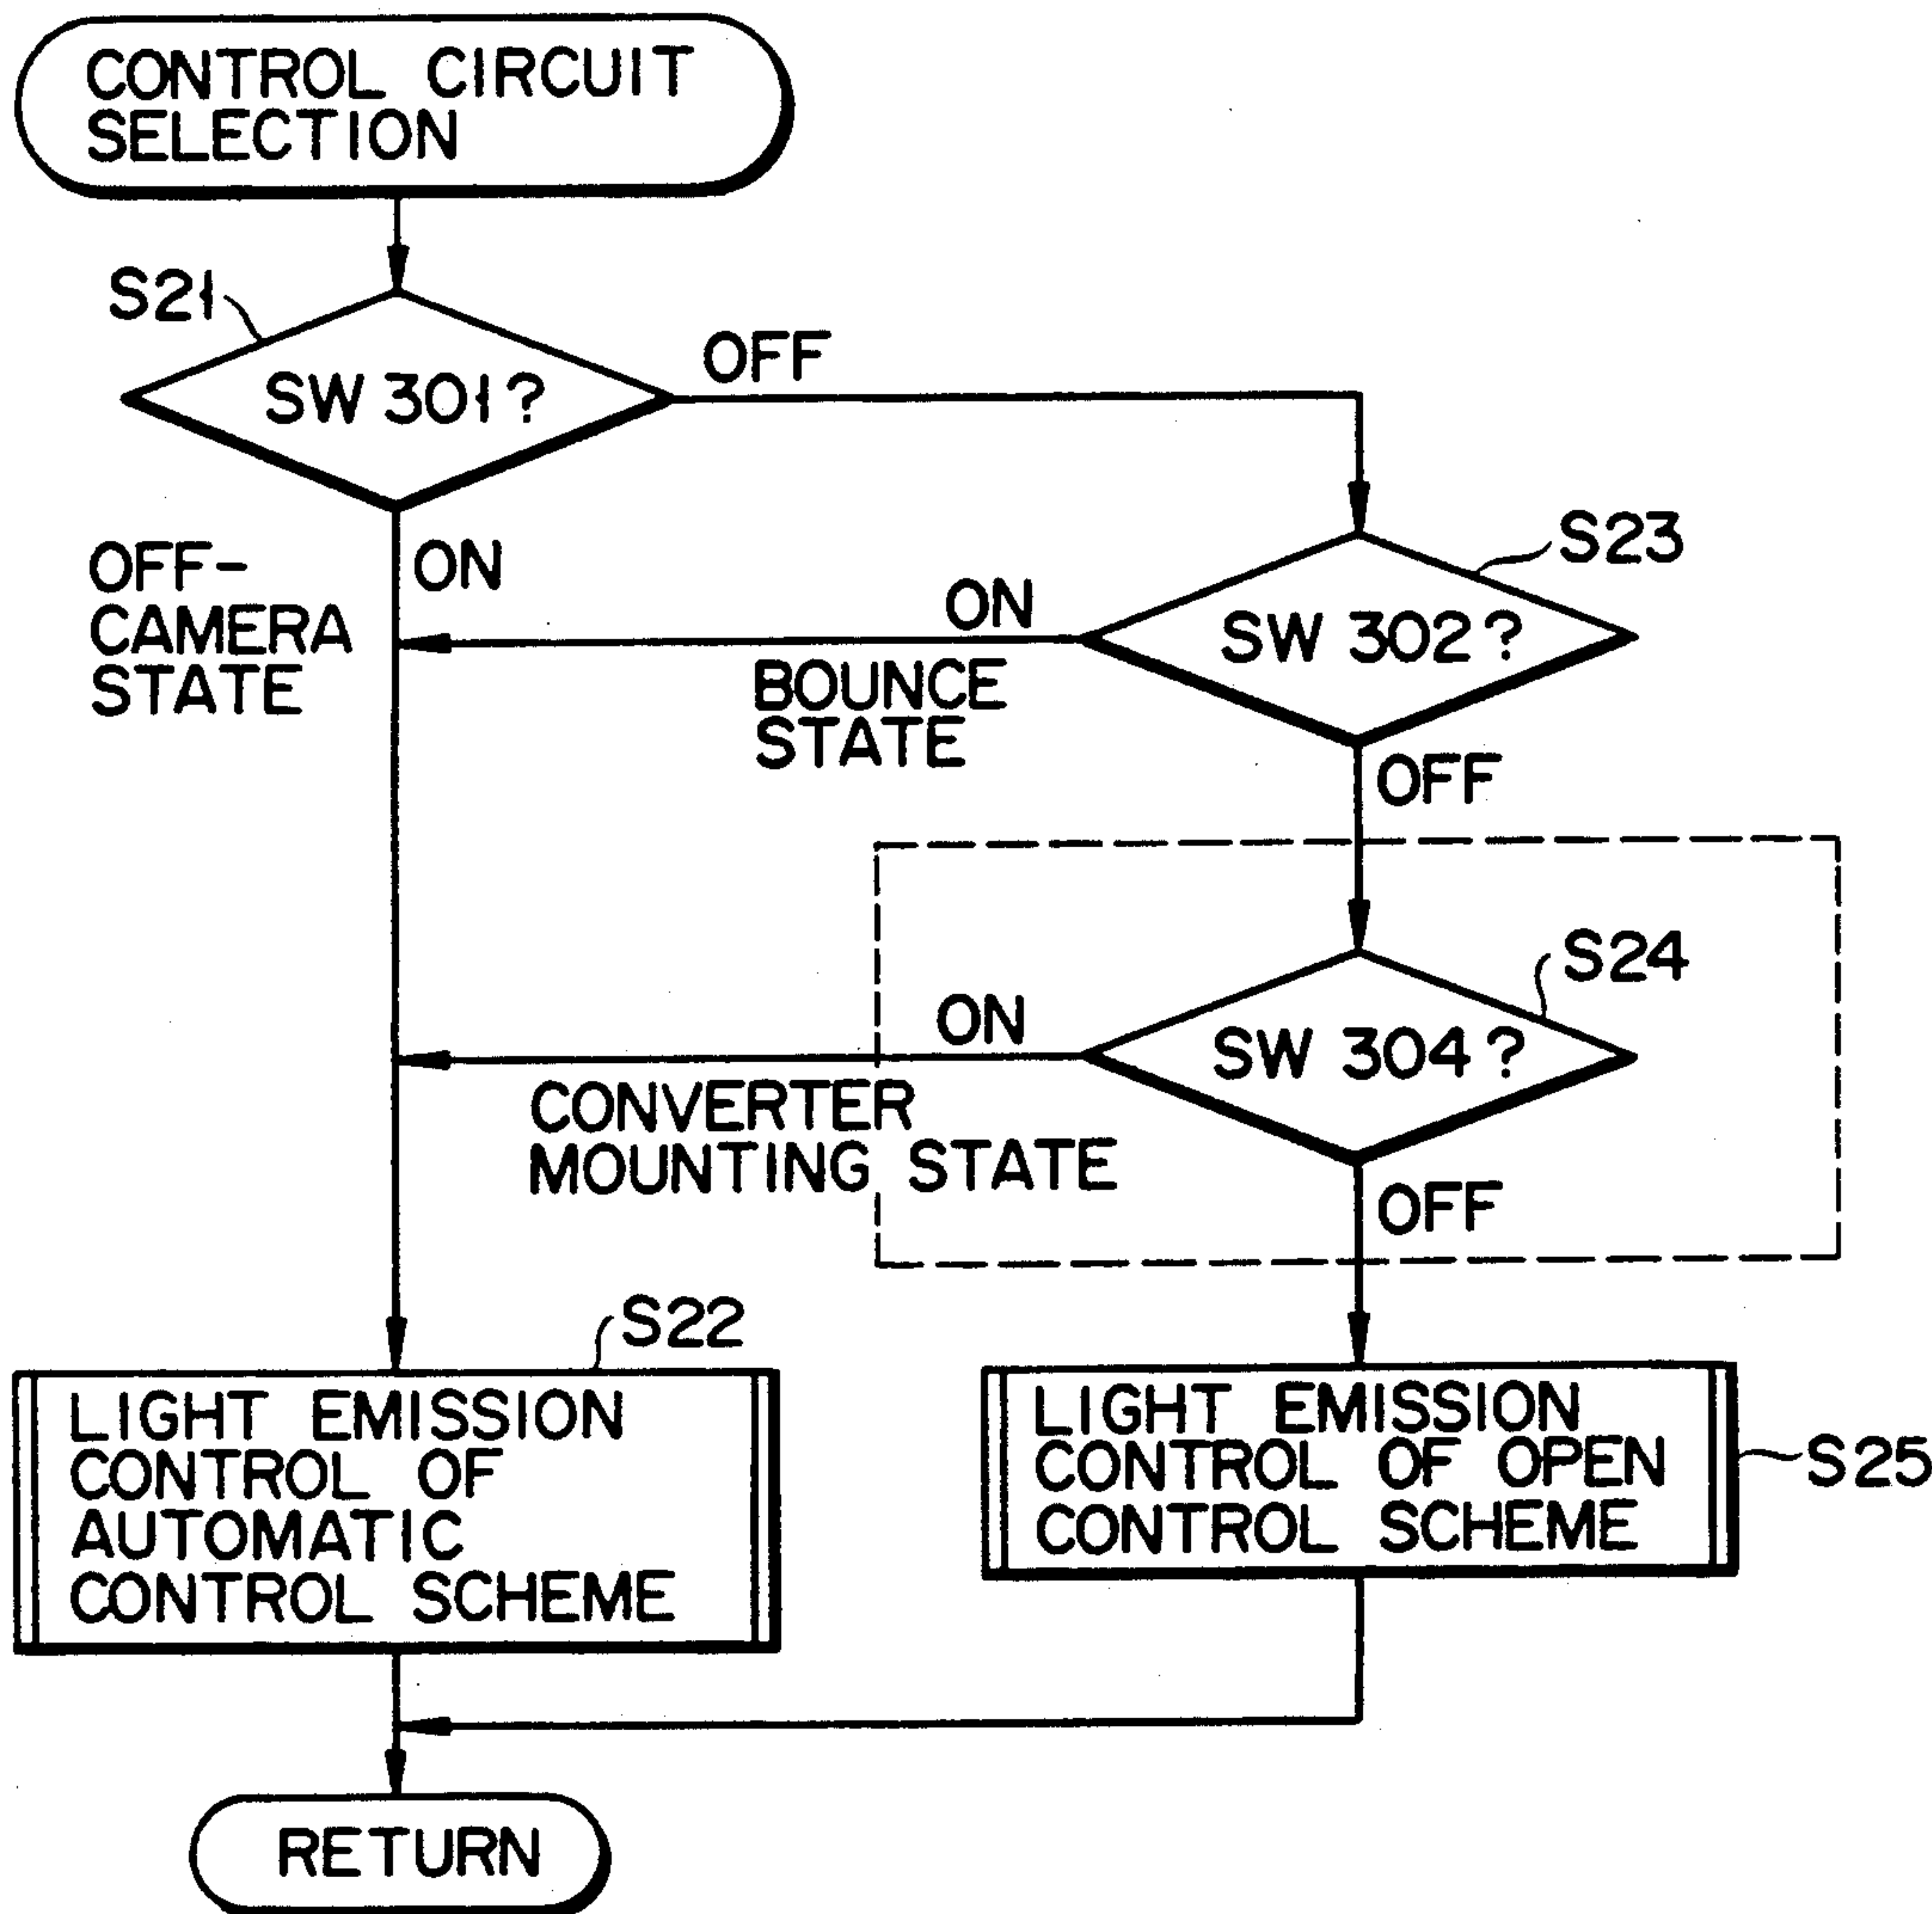 CONTROL CIRCUIT
SELECTION
S21
SW 301?
OFF
ON
OFF-
CAMERA
STATE
S23
SW 302?
ON
BOUNCE
STATE
OFF
S24
SW 304?
ON
CONVERTER
MOUNTING STATE
OFF
S22
LIGHT EMISSION
CONTROL OF
AUTOMATIC
CONTROL SCHEME
LIGHT EMISSION
CONTROL OF OPEN
CONTROL SCHEME
S25
RETURN